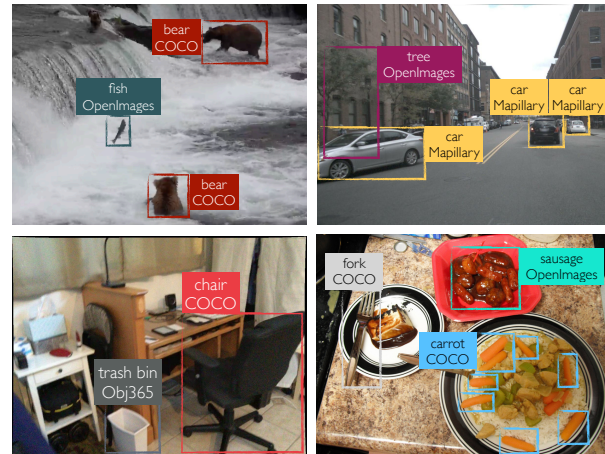 bear
COCO
fish
OpenImages
bear
COCO
tree
OpenImages
car
Mapillary
car
Mapillary
car
Mapillary
chair
COCO
trash bin
Obj365
fork
COCO
sausage
OpenImages
carrot
COCO